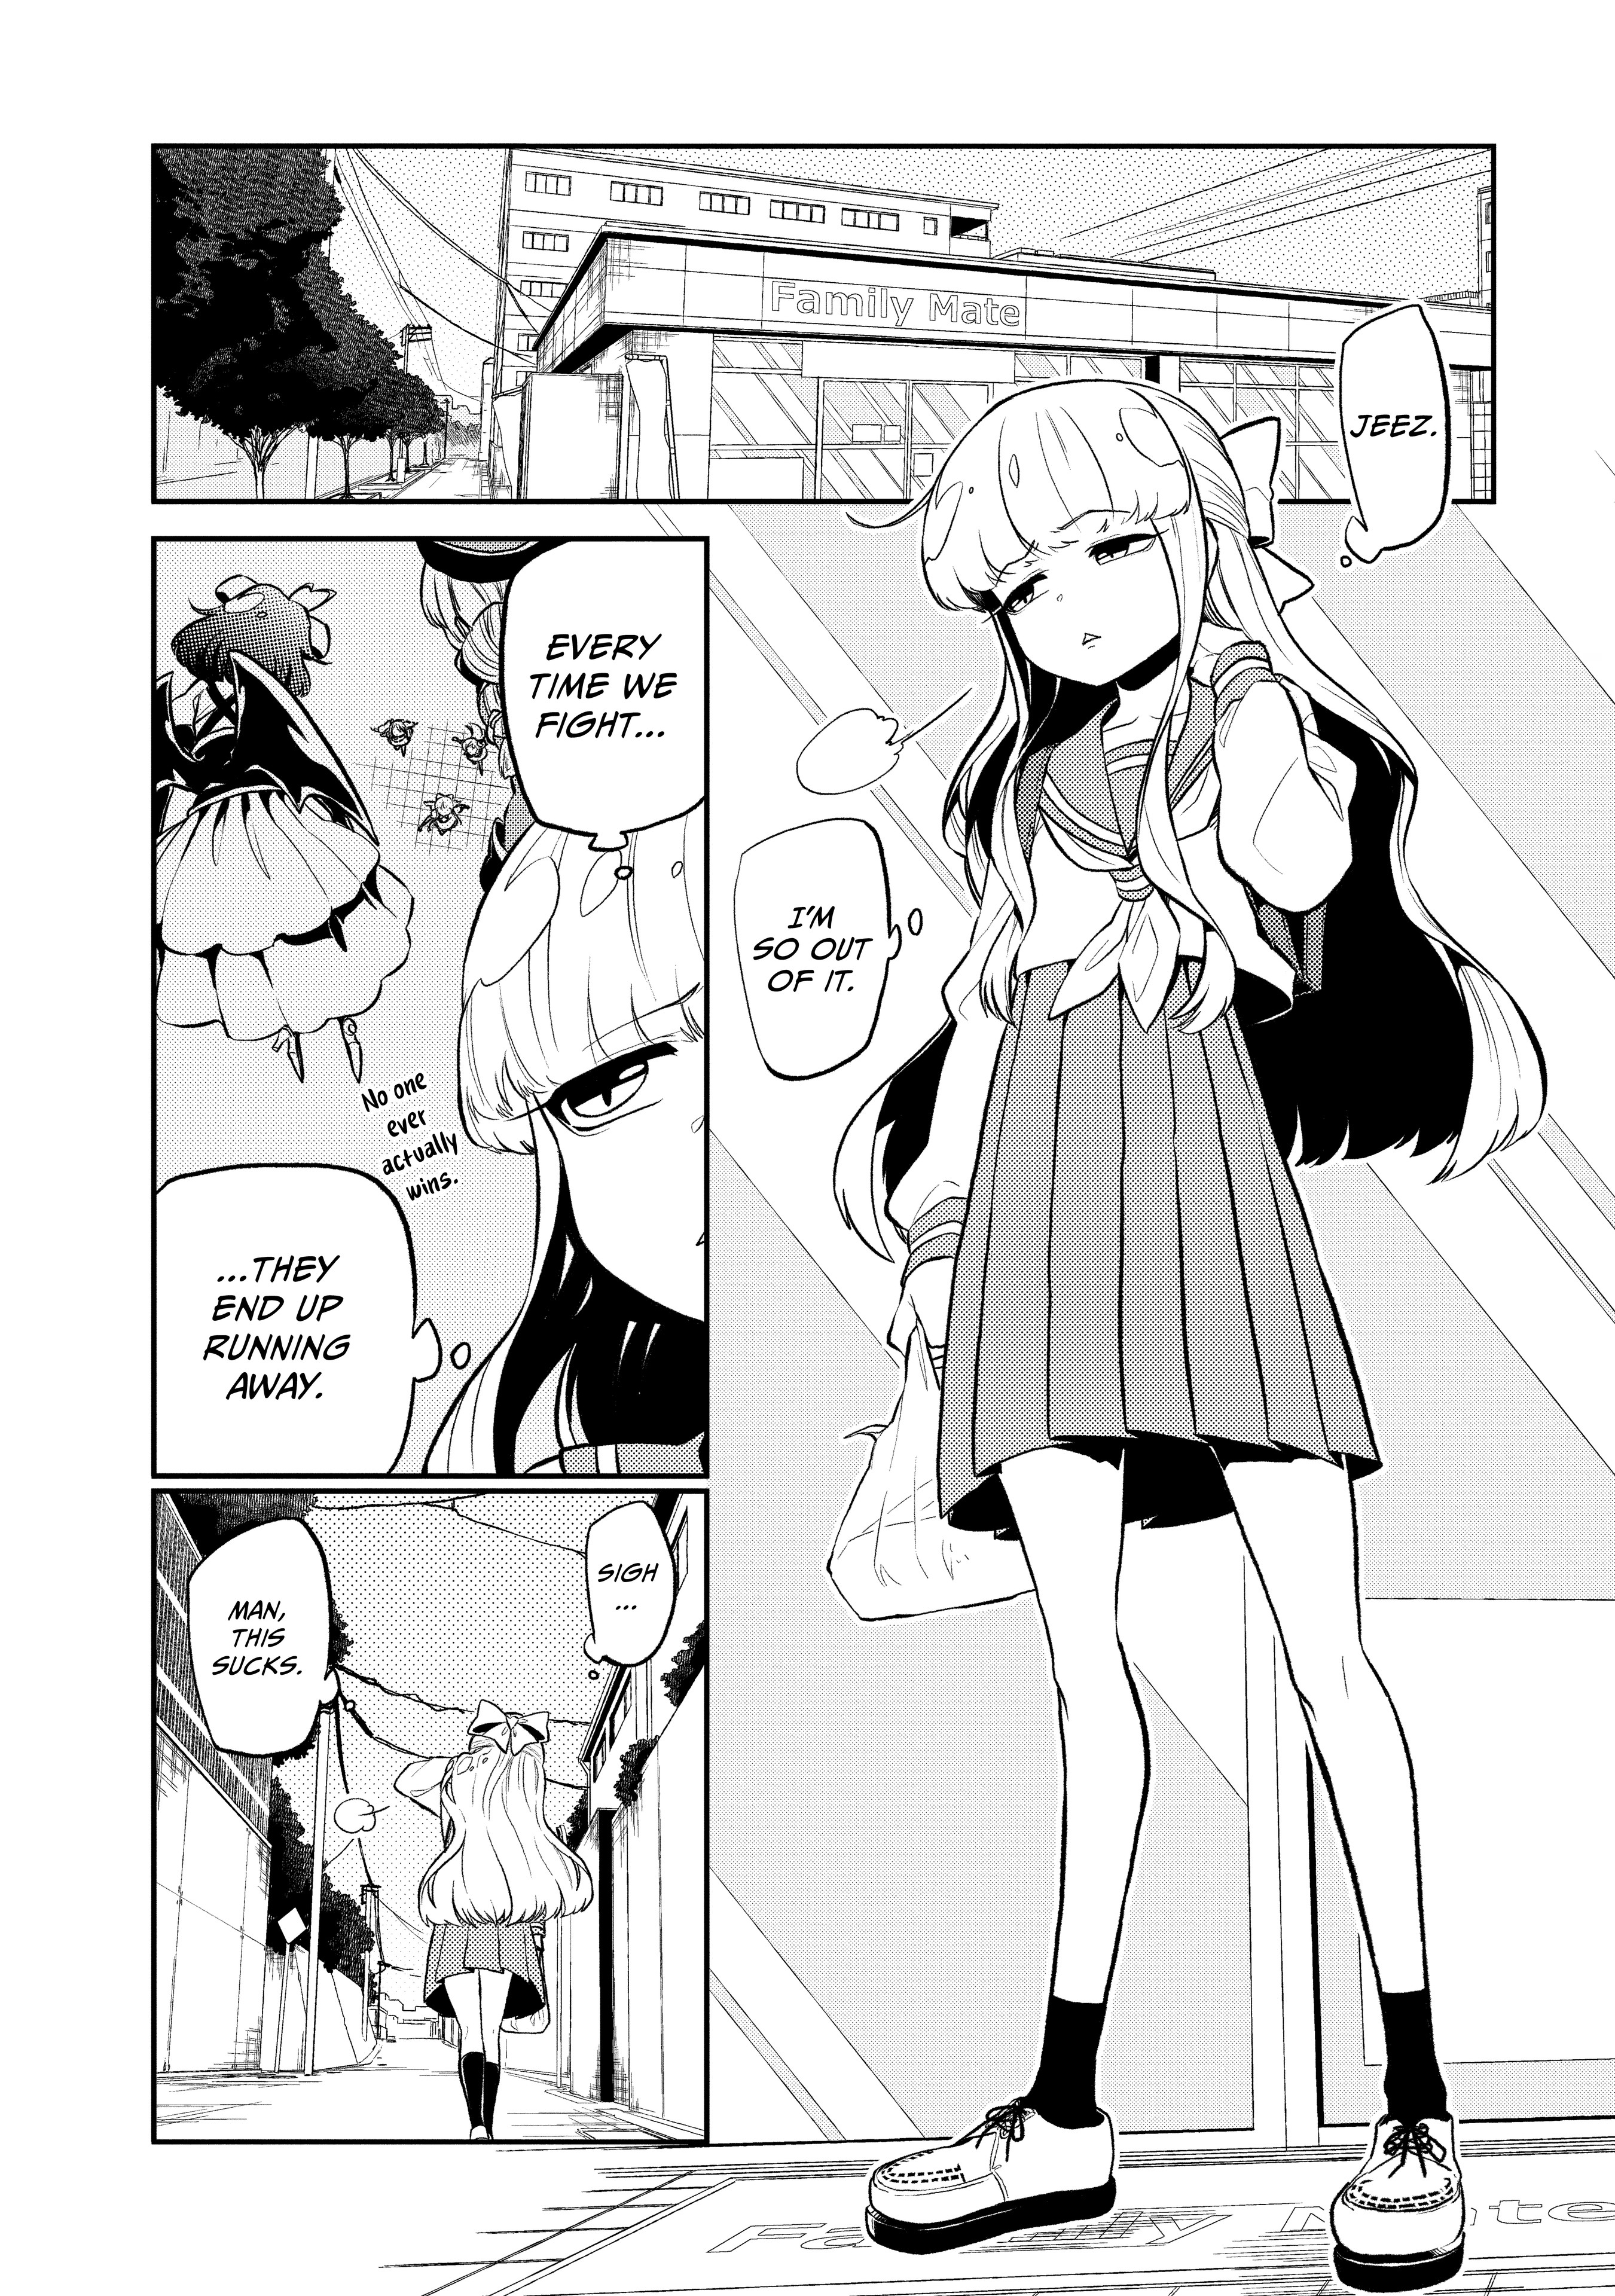 Family Mate
JEEZ.
I'M
SO OUT
OF IT.
EVERY
TIME WE
FIGHT...
No one
ever
actually
wins.
...THEY
END UP
RUNNING
AWAY.
SIGH
...
MAN,
THIS
SUCKS.
Family Mate